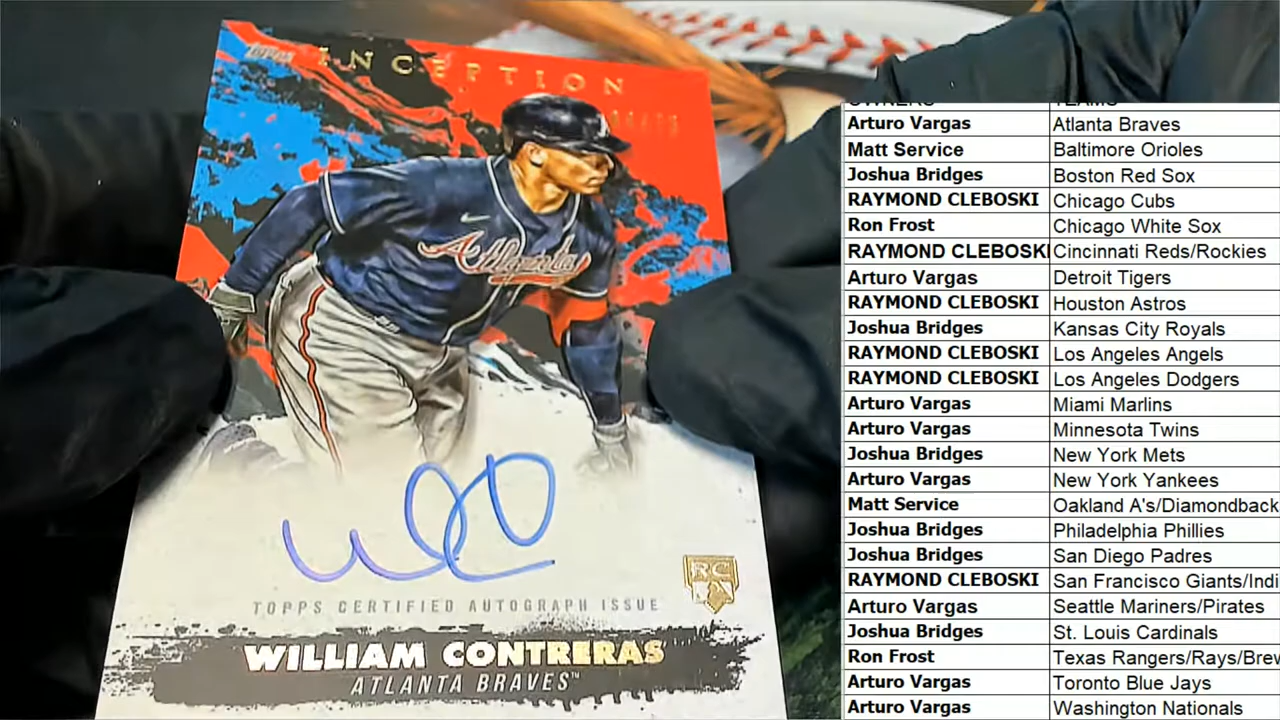 Topps INCEPTION
Atlanta
RC
TOPPS CERTIFIED AUTOGRAPH ISSUE
WILLIAM CONTRERAS
ATLANTA BRAVES™
OWNERS TEAMS
Arturo Vargas Atlanta Braves
Matt Service Baltimore Orioles
Joshua Bridges Boston Red Sox
RAYMOND CLEBOSKI Chicago Cubs
Ron Frost Chicago White Sox
RAYMOND CLEBOSKI Cincinnati Reds/Rockies
Arturo Vargas Detroit Tigers
RAYMOND CLEBOSKI Houston Astros
Joshua Bridges Kansas City Royals
RAYMOND CLEBOSKI Los Angeles Angels
RAYMOND CLEBOSKI Los Angeles Dodgers
Arturo Vargas Miami Marlins
Arturo Vargas Minnesota Twins
Joshua Bridges New York Mets
Arturo Vargas New York Yankees
Matt Service Oakland A's/Diamondback
Joshua Bridges Philadelphia Phillies
Joshua Bridges San Diego Padres
RAYMOND CLEBOSKI San Francisco Giants/Indi
Arturo Vargas Seattle Mariners/Pirates
Joshua Bridges St. Louis Cardinals
Ron Frost Texas Rangers/Rays/Brew
Arturo Vargas Toronto Blue Jays
Arturo Vargas Washington Nationals